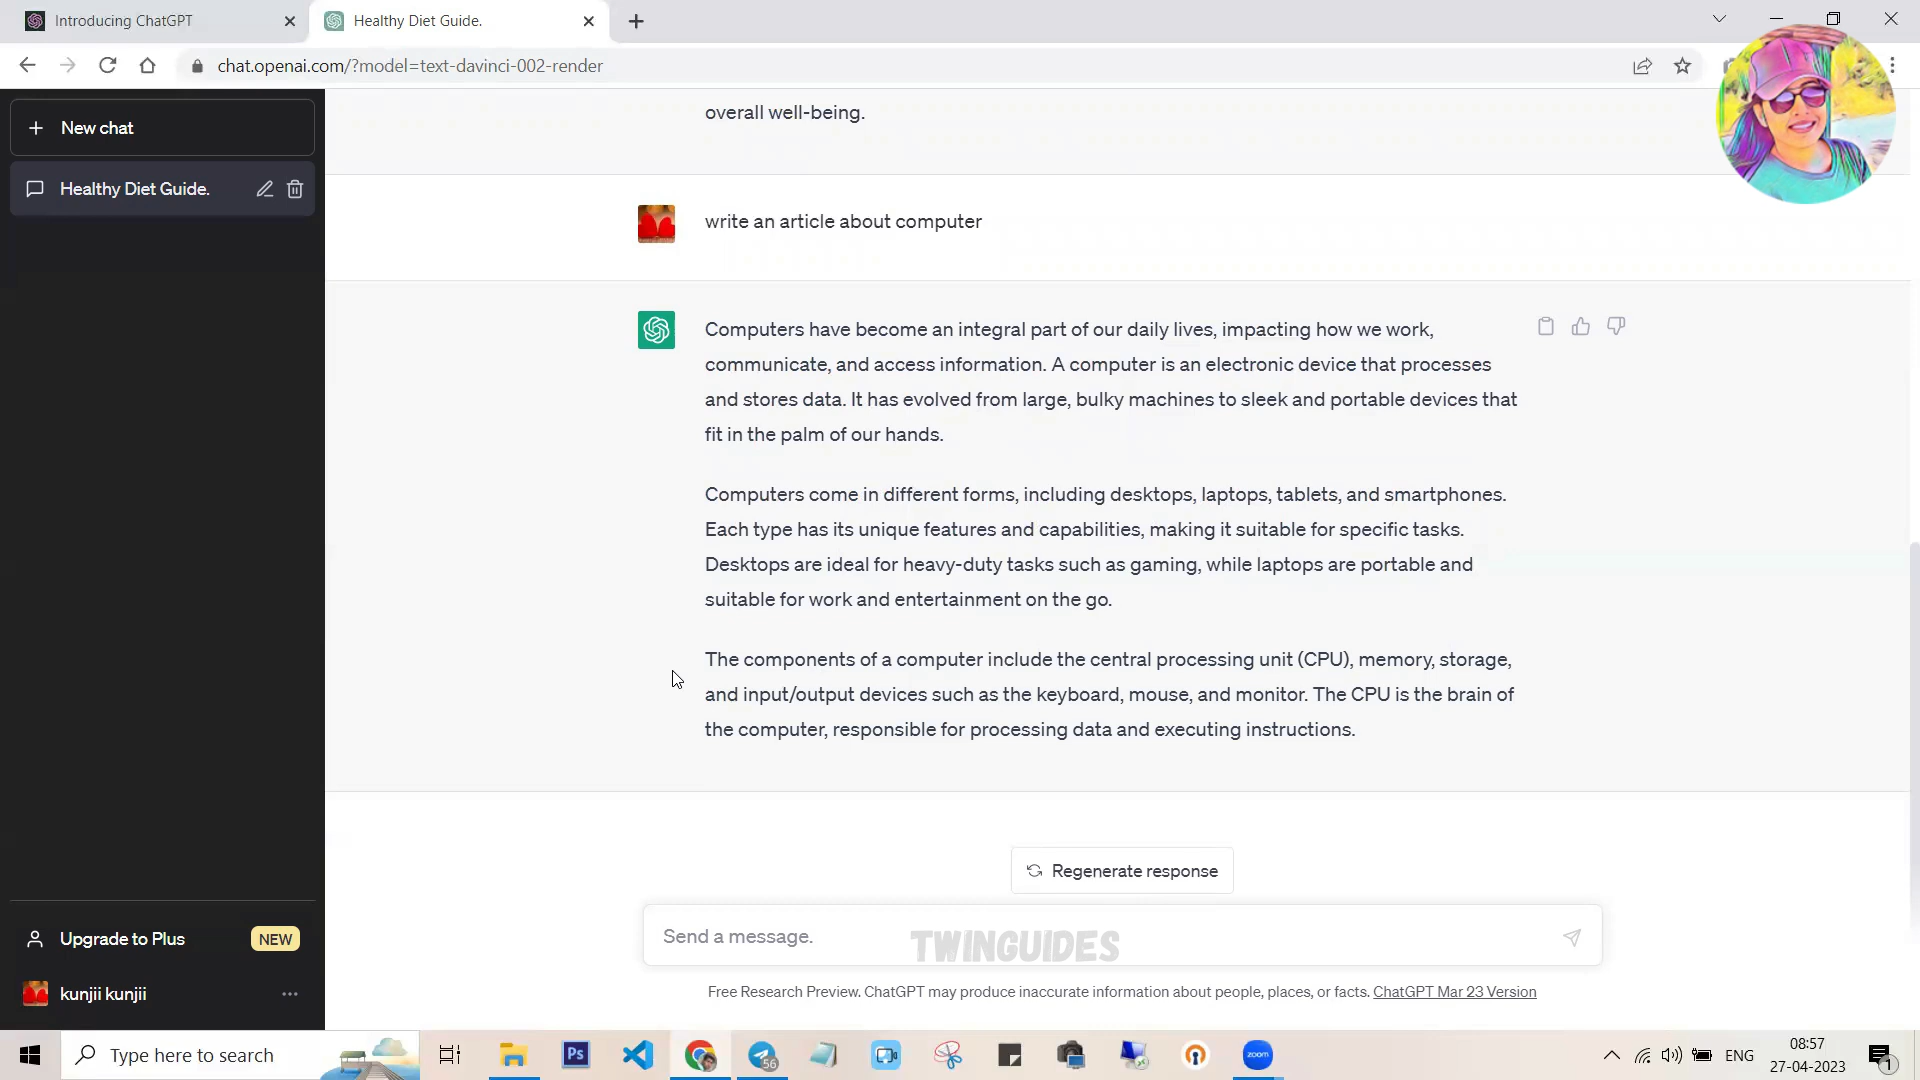 Introducing ChatGPT
Healthy Diet Guide.
chat.openai.com/?model=text-davinci-002-render
New chat
Healthy Diet Guide.
overall well-being.
write an article about computer
Computers have become an integral part of our daily lives, impacting how we work,
communicate, and access information. A computer is an electronic device that processes
and stores data. It has evolved from large, bulky machines to sleek and portable devices that
fit in the palm of our hands.
Computers come in different forms, including desktops, laptops, tablets, and smartphones.
Each type has its unique features and capabilities, making it suitable for specific tasks.
Desktops are ideal for heavy-duty tasks such as gaming, while laptops are portable and
suitable for work and entertainment on the go.
The components of a computer include the central processing unit (CPU), memory, storage,
and input/output devices such as the keyboard, mouse, and monitor. The CPU is the brain of
the computer, responsible for processing data and executing instructions.
Regenerate response
Send a message.
TWINGUIDES
Free Research Preview. ChatGPT may produce inaccurate information about people, places, or facts. ChatGPT Mar 23 Version
Upgrade to Plus NEW
kunjii kunjii
Type here to search
Ps
56
zoom
ENG
08:57
27-04-2023
1